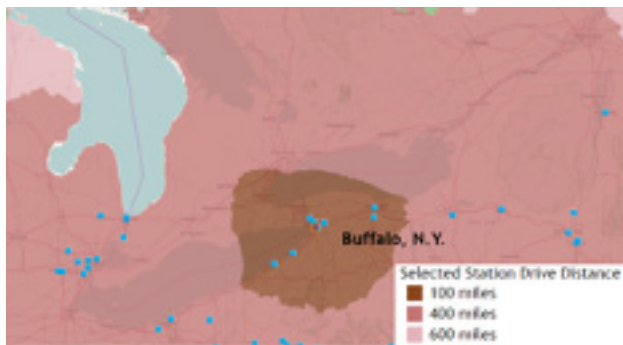 Buffalo, N.Y.
Selected Station Drive Distance
100 miles
400 miles
600 miles